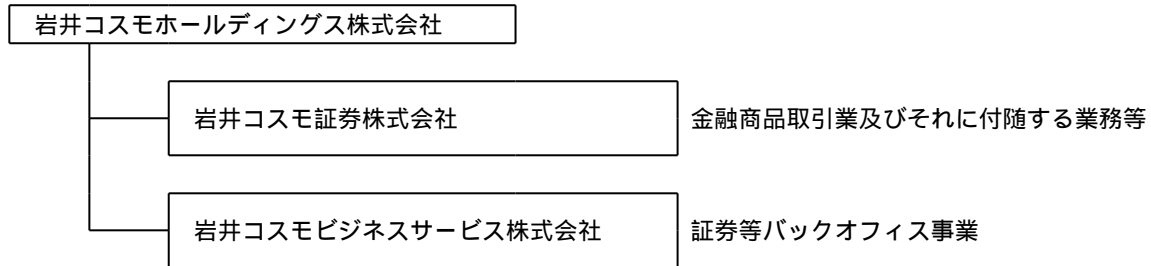 岩井コスモホールディングス株式会社
岩井コスモ証券株式会社
金融商品取引業及びそれに付随する業務等
岩井コスモビジネスサービス株式会社
証券等バックオフィス事業